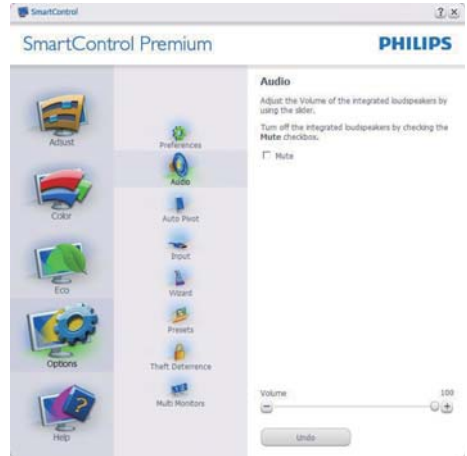 SmartControl
SmartControl Premium
PHILIPS
Adjust
Color
Eco
Options
Help
Preferences
Audio
Auto Pivot
Input
Wizard
Presets
Theft Deterrence
Multi Monitors
Audio
Adjust the Volume of the integrated loudspeakers by
using the slider.
Turn off the integrated loudspeakers by checking the
Mute checkbox.
Mute
Volume 100
Undo